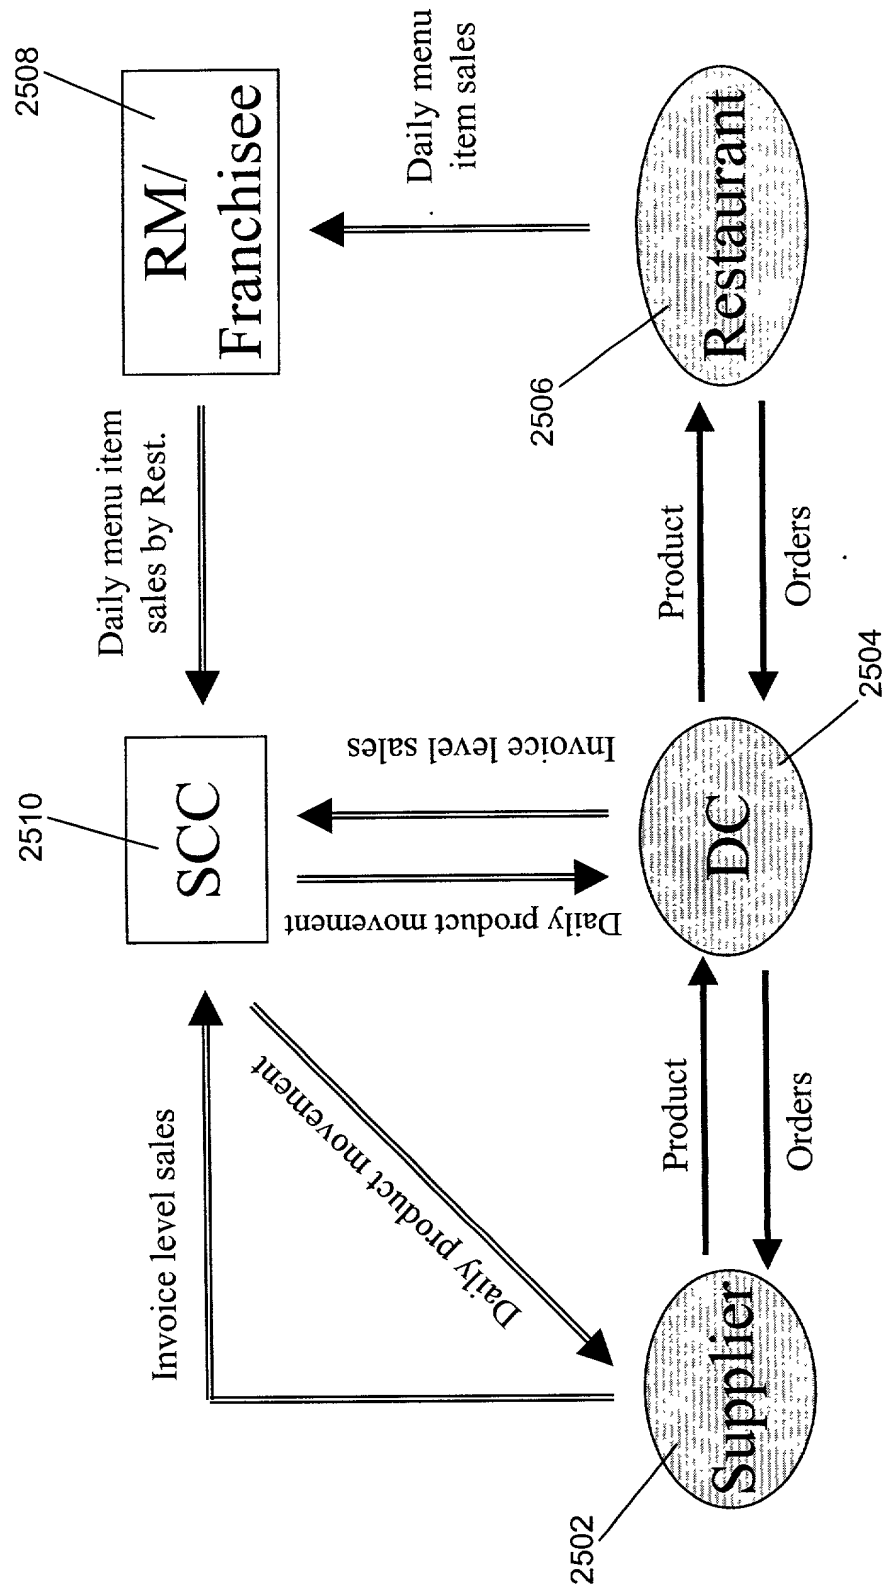 2510
2508
SCC
RM/
Franchisee
Invoice level sales
Daily menu item
sales by Rest.
Daily product movement
Daily product movement
Invoice level sales
Daily menu
item sales
2506
Product
Product
Supplier
DC
Restaurant
Orders
Orders
2502
2504